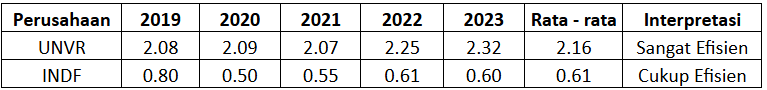 Perusahaan 2019 2020 2021 2022 2023 Rata - rata Interpretasi
UNVR 2.08 2.09 2.07 2.25 2.32 2.16 Sangat Efisien
INDF 0.80 0.50 0.55 0.61 0.60 0.61 Cukup Efisien